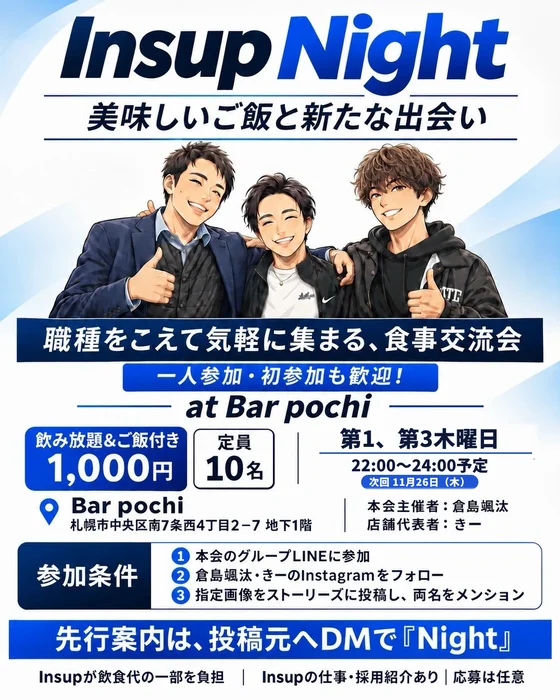 Insup Night
美味しいご飯と新たな出会い
職種をこえて気軽に集まる、食事交流会
一人参加・初参加も歓迎！
at Bar pochi
飲み放題&ご飯付き
1,000円
定員
10名
第1、第3木曜日
22:00〜24:00予定
次回 11月26日（木）
Bar pochi
札幌市中央区南7条西4丁目2−7 地下1階
本会主催者：倉島颯汰
店舗代表者：きー
参加条件
1 本会のグループLINEに参加
2 倉島颯汰・きーのInstagramをフォロー
3 指定画像をストーリーズに投稿し、両名をメンション
先行案内は、投稿元へDMで『Night』
Insupが飲食代の一部を負担 | Insupの仕事・採用紹介あり | 応募は任意